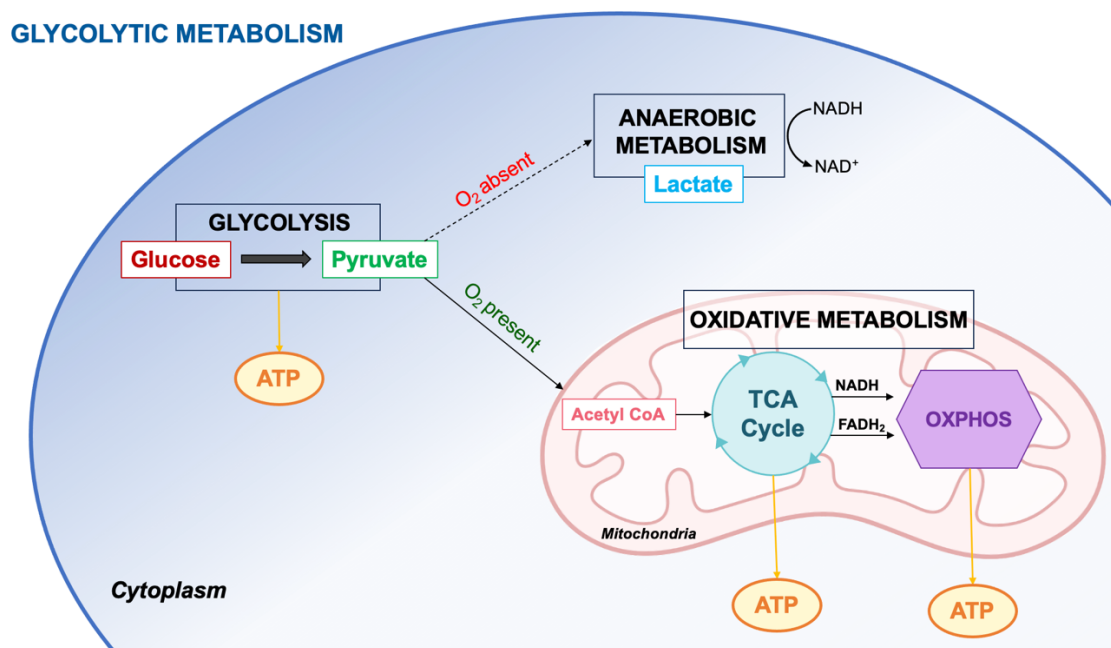 GLYCOLYTIC METABOLISM
ANAEROBIC
METABOLISM
Lactate
NADH
NAD⁺
O₂ absent
GLYCOLYSIS
Glucose
Pyruvate
ATP
O₂ present
OXIDATIVE METABOLISM
Acetyl CoA
TCA
Cycle
NADH
FADH₂
OXPHOS
Mitochondria
Cytoplasm
ATP
ATP